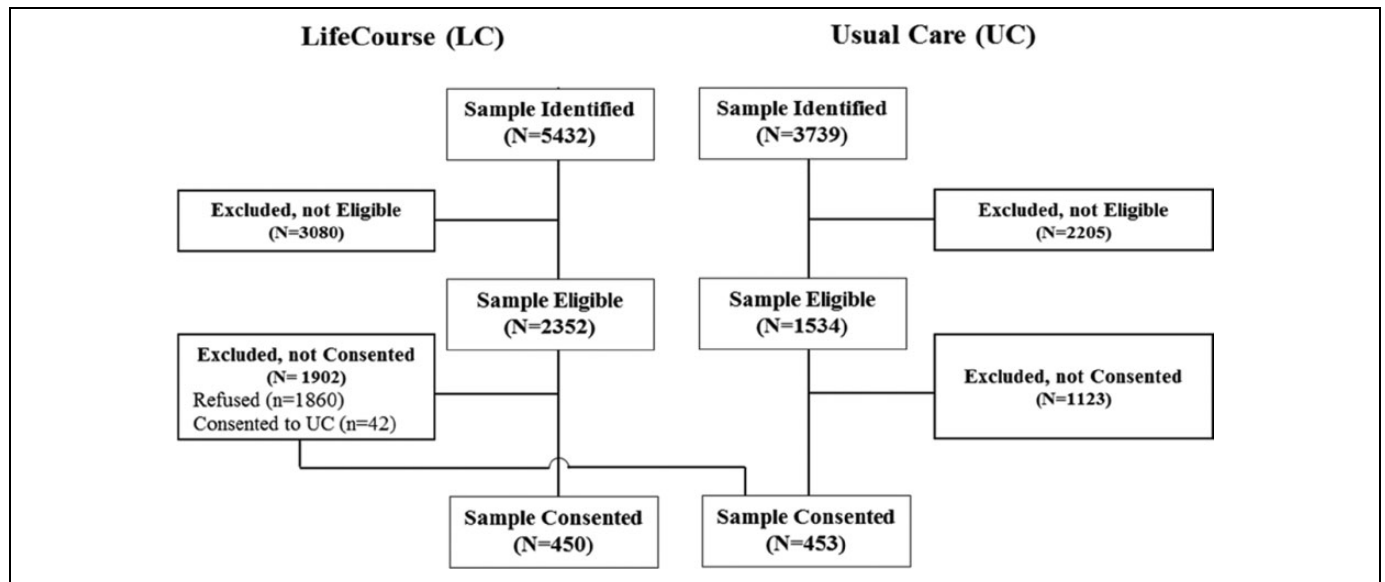 LifeCourse (LC)
Usual Care (UC)
Sample Identified
(N=5432)
Sample Identified
(N=3739)
Excluded, not Eligible
(N=3080)
Excluded, not Eligible
(N=2205)
Sample Eligible
(N=2352)
Sample Eligible
(N=1534)
Excluded, not Consented
(N= 1902)
Refused (n=1860)
Consented to UC (n=42)
Excluded, not Consented
(N=1123)
Sample Consented
(N=450)
Sample Consented
(N=453)